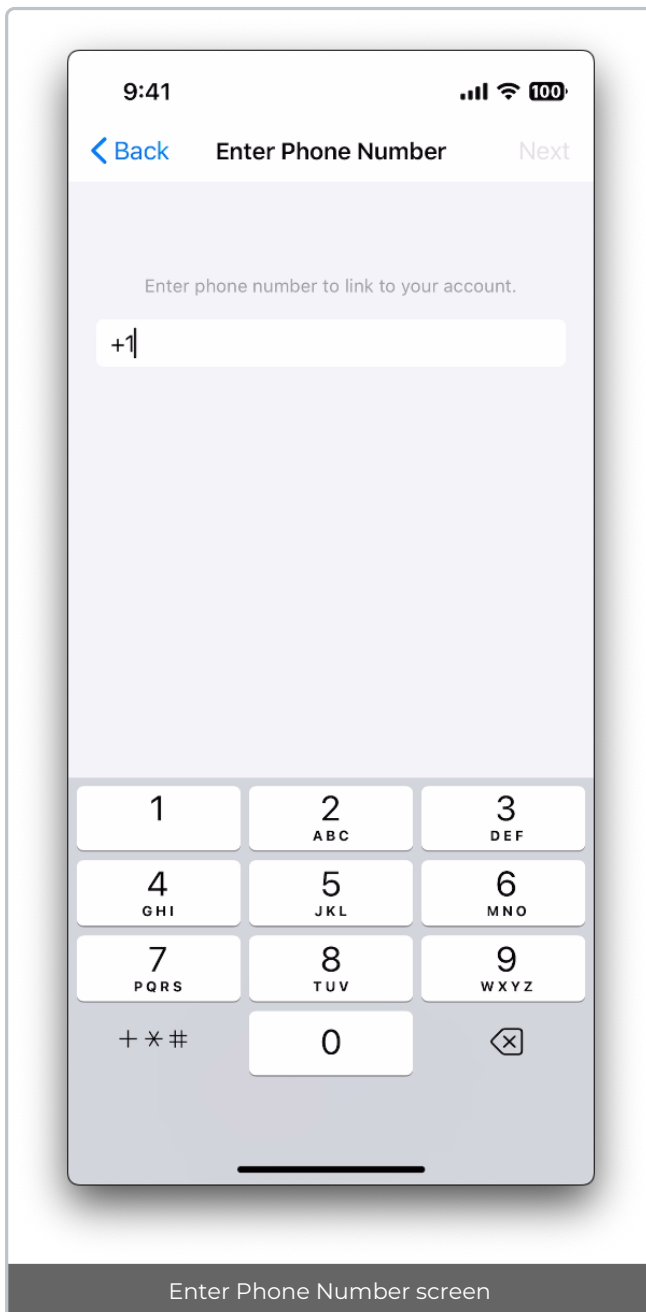 9:41 100
Back Enter Phone Number Next
Enter phone number to link to your account.
+1
1 2 3
ABC DEF
4 5 6
GHI JKL MNO
7 8 9
PQRS TUV WXYZ
+*# 0
Enter Phone Number screen